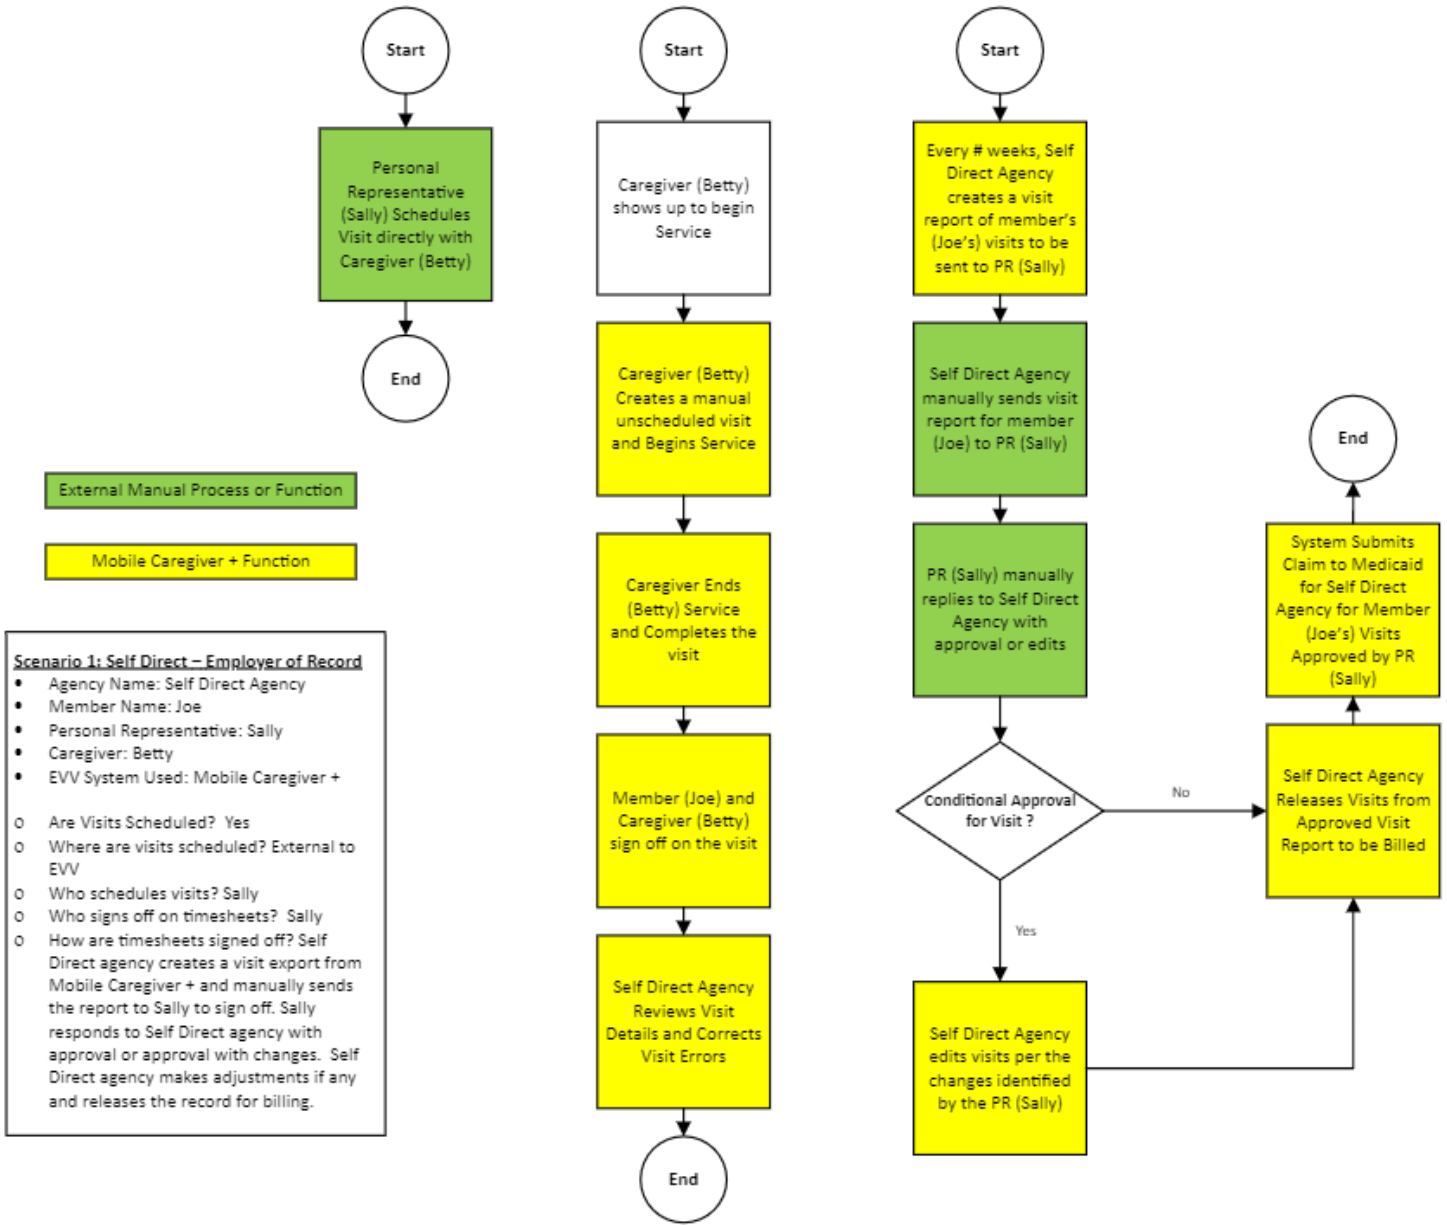 Start
Personal
Representative
(Sally) Schedules
Visit directly with
Caregiver (Betty)
End
External Manual Process or Function
Mobile Caregiver + Function
Scenario 1: Self Direct – Employer of Record
• Agency Name: Self Direct Agency
• Member Name: Joe
• Personal Representative: Sally
• Caregiver: Betty
• EVV System Used: Mobile Caregiver +
o Are Visits Scheduled? Yes
o Where are visits scheduled? External to
EVV
o Who schedules visits? Sally
o Who signs off on timesheets? Sally
o How are timesheets signed off? Self
Direct agency creates a visit export from
Mobile Caregiver + and manually sends
the report to Sally to sign off. Sally
responds to Self Direct agency with
approval or approval with changes. Self
Direct agency makes adjustments if any
and releases the record for billing.
Start
Caregiver (Betty)
shows up to begin
Service
Caregiver (Betty)
Creates a manual
unscheduled visit
and Begins Service
Caregiver Ends
(Betty) Service
and Completes the
visit
Member (Joe) and
Caregiver (Betty)
sign off on the visit
Self Direct Agency
Reviews Visit
Details and Corrects
Visit Errors
End
Start
Every # weeks, Self
Direct Agency
creates a visit
report of member's
(Joe's) visits to be
sent to PR (Sally)
Self Direct Agency
manually sends visit
report for member
(Joe) to PR (Sally)
PR (Sally) manually
replies to Self Direct
Agency with
approval or edits
Conditional Approval
for Visit ?
No
Yes
Self Direct Agency
edits visits per the
changes identified
by the PR (Sally)
Self Direct Agency
Releases Visits from
Approved Visit
Report to be Billed
System Submits
Claim to Medicaid
for Self Direct
Agency for Member
(Joe's) Visits
Approved by PR
(Sally)
End